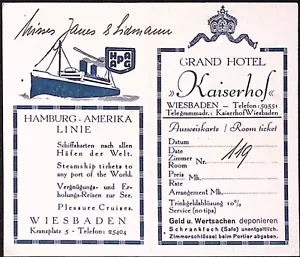 Misses James & Sidmann
HAPAG
HAMBURG - AMERIKA
LINIE
Schiffskarten nach allen
Häfen der Welt.
Steamship tickets to
any port of the World.
Vergnügungs- und Er-
holungs-Reisen zur See.
Pleasure Cruises.
WIESBADEN
Kranzplatz 5 - Telefon: 25404
GRAND HOTEL
„Kaiserhof“
WIESBADEN — Telefon: 59551
Telegrammadr.: Kaiserhof Wiesbaden
Ausweiskarte / Room ticket
Datum
Date
Zimmer Nr. 119
Room
Preis Mk.
Rate
Arrangement Mk.
Trinkgeldablösung 10%
Service (no tips)
Geld u. Wertsachen deponieren
Schrankfach (Safe) unentgeltlich.
Zimmerschlüssel beim Portier abgeben.